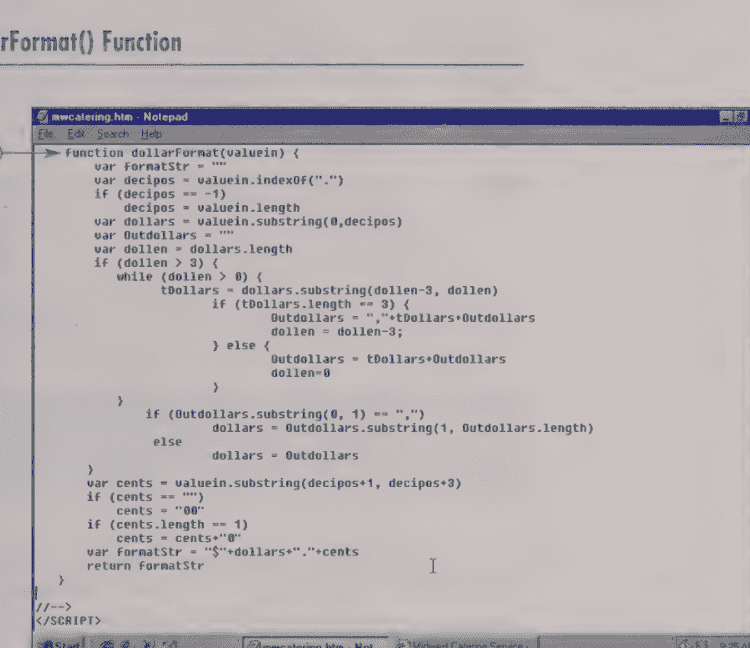 rFormat() Function
mwcatering.htm - Notepad
File Edit Search Help
function dollarFormat(valuein) {
var formatStr = ""
var decipos = valuein.indexOf(".")
if (decipos == -1)
decipos = valuein.length
var dollars = valuein.substring(0,decipos)
var Outdollars = ""
var dollen = dollars.length
if (dollen > 3) {
while (dollen > 0) {
tDollars = dollars.substring(dollen-3, dollen)
if (tDollars.length == 3) {
Outdollars = ","+tDollars+Outdollars
dollen = dollen-3;
} else {
Outdollars = tDollars+Outdollars
dollen=0
}
}
if (Outdollars.substring(0, 1) == ",")
dollars = Outdollars.substring(1, Outdollars.length)
else
dollars = Outdollars
}
var cents = valuein.substring(decipos+1, decipos+3)
if (cents == "")
cents = "00"
if (cents.length == 1)
cents = cents+"0"
var formatStr = "$"+dollars+"."+cents
return formatStr
}
//-->
</SCRIPT>
Start mwcatering.htm - Not Midwest Catering Service -